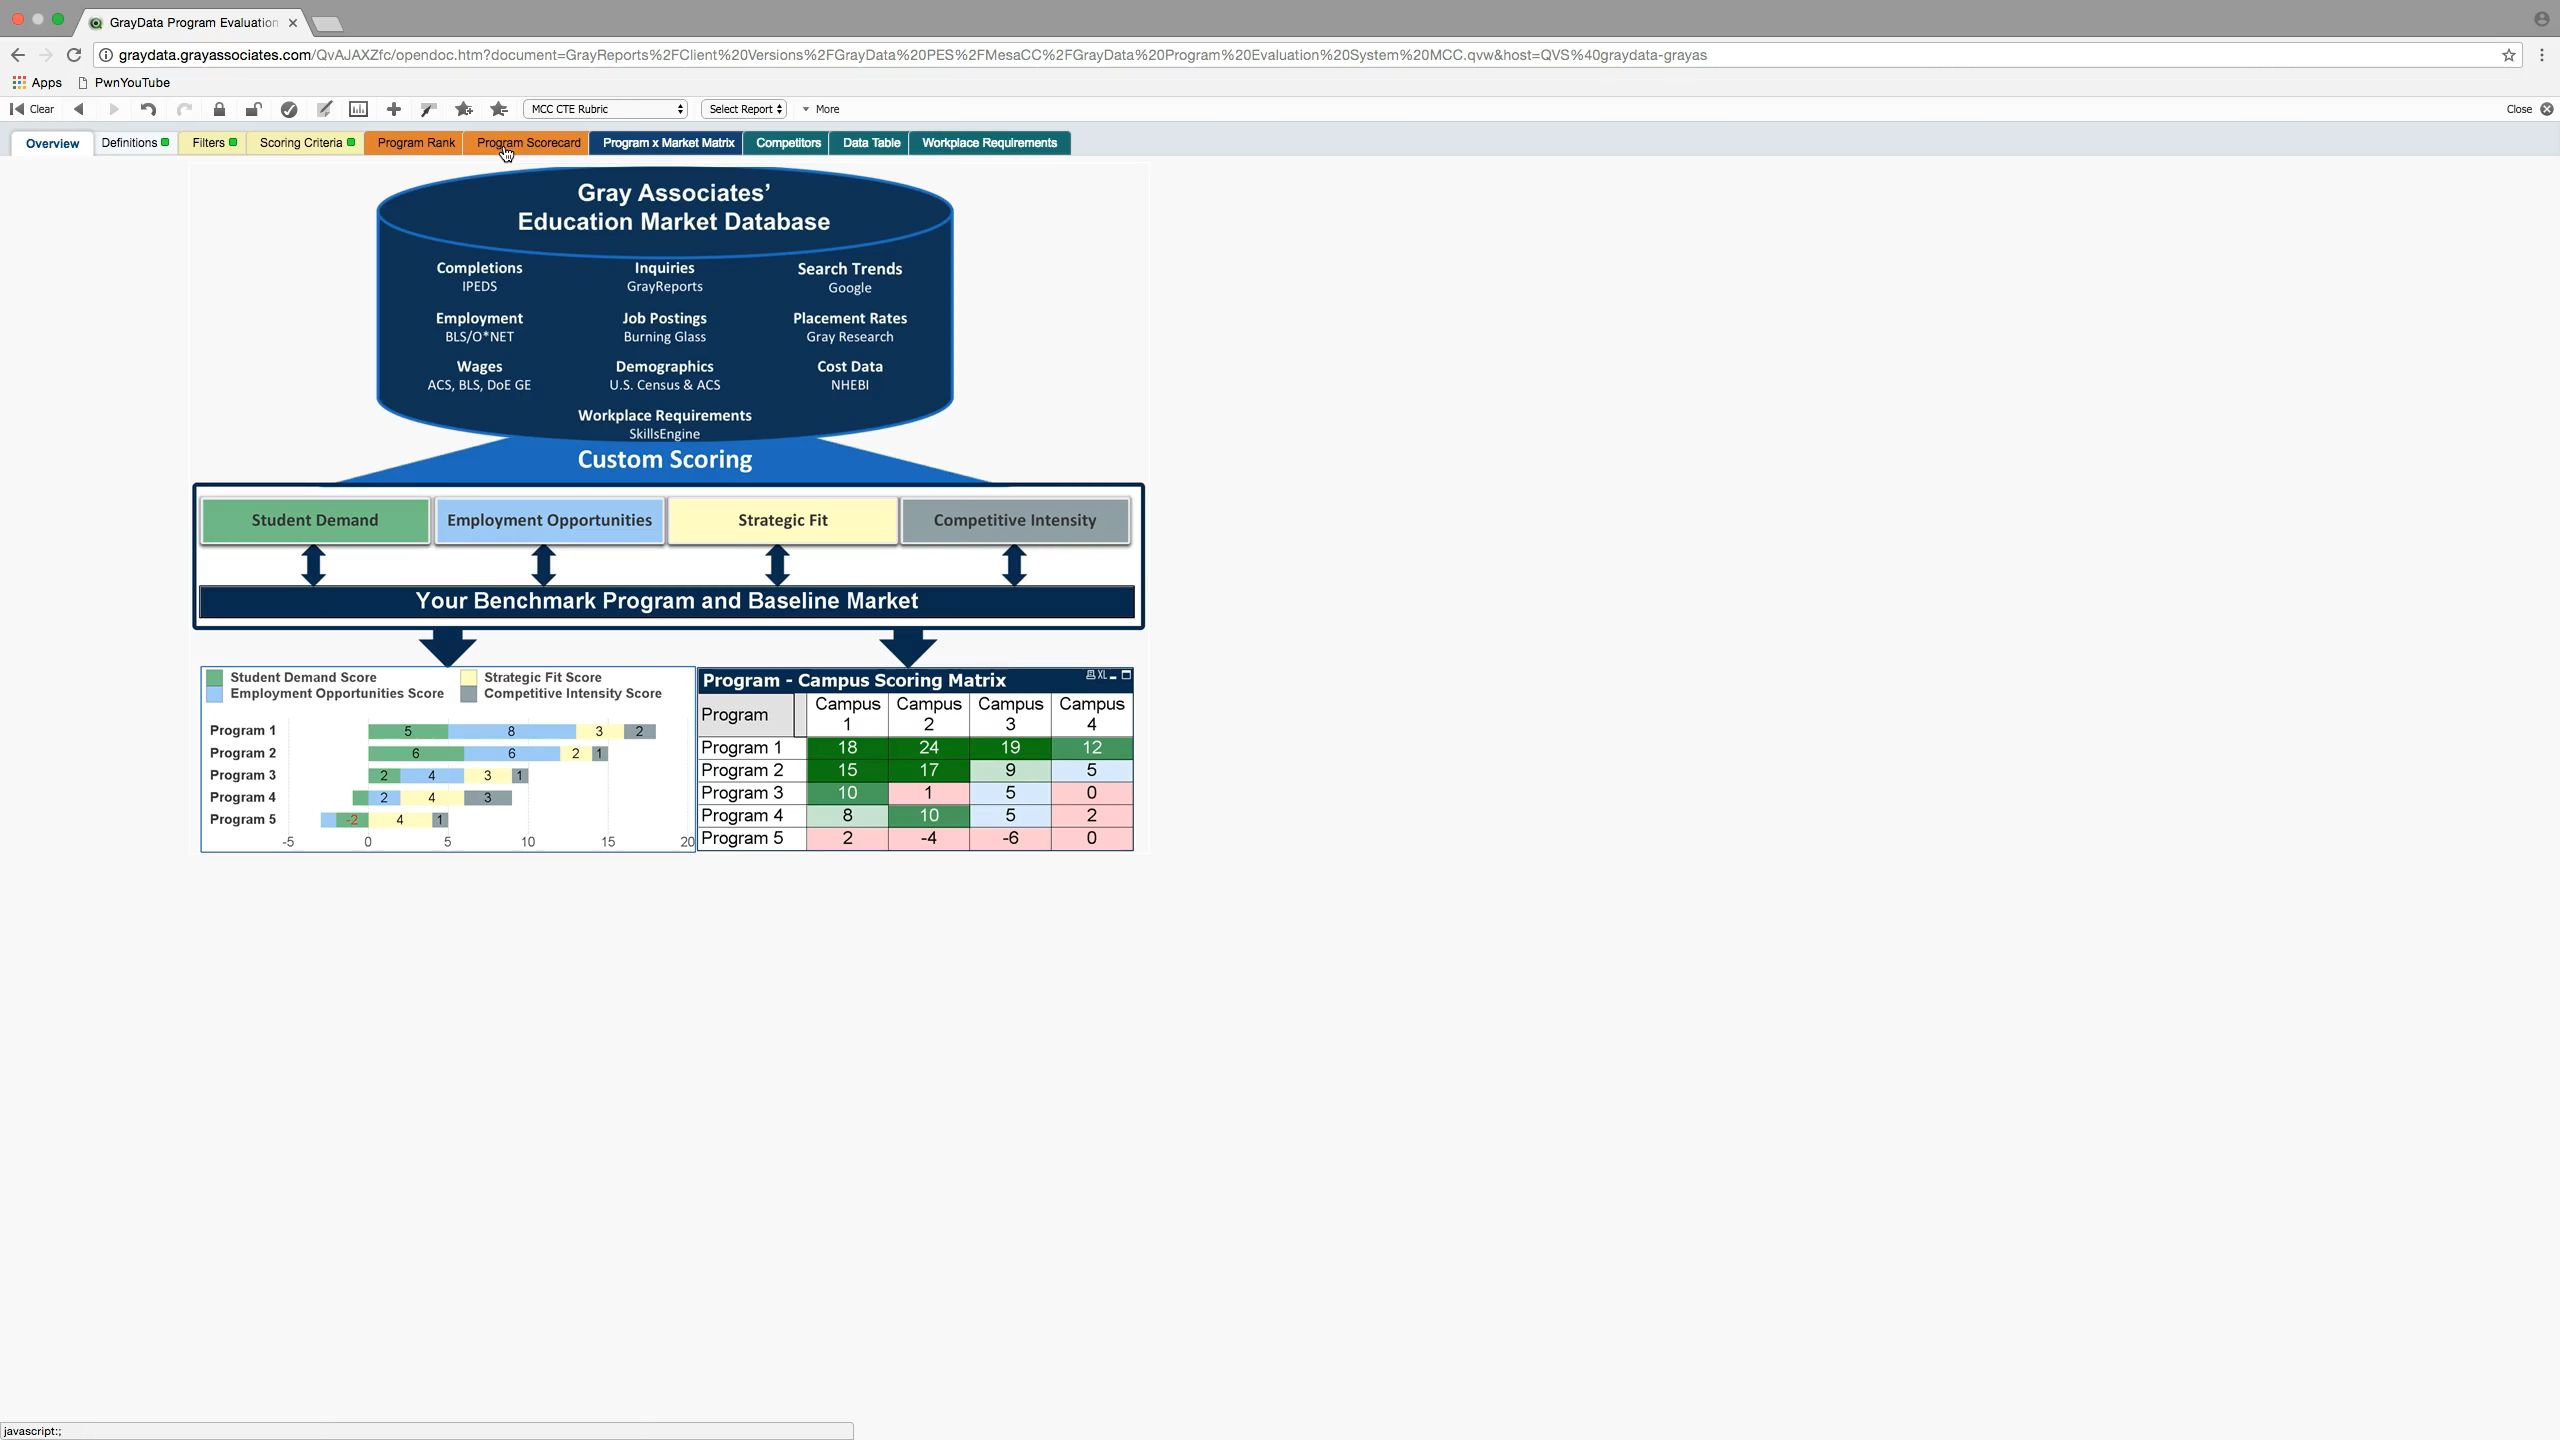 GrayData Program Evaluation
graydata.grayassociates.com/QvAJAXZfc/opendoc.htm?document=GrayReports%2FClient%20Versions%2FGrayData%20PES%2FMesaCC%2FGrayData%20Program%20Evaluation%20System%20MCC.qvw&host=QVS%40graydata-grayas
Apps PwnYouTube
Clear MCC CTE Rubric Select Report More Close
Overview Definitions Filters Scoring Criteria Program Rank Program Scorecard Program x Market Matrix Competitors Data Table Workplace Requirements
Gray Associates’
Education Market Database
Completions Inquiries Search Trends
IPEDS GrayReports Google
Employment Job Postings Placement Rates
BLS/O*NET Burning Glass Gray Research
Wages Demographics Cost Data
ACS, BLS, DoE GE U.S. Census & ACS NHEBI
Workplace Requirements
SkillsEngine
Custom Scoring
Student Demand Employment Opportunities Strategic Fit Competitive Intensity
Your Benchmark Program and Baseline Market
Student Demand Score Strategic Fit Score
Employment Opportunities Score Competitive Intensity Score
Program 1 5 8 3 2
Program 2 6 6 2 1
Program 3 2 4 3 1
Program 4 2 4 3
Program 5 -2 4 1
-5 0 5 10 15 20
Program - Campus Scoring Matrix XL
Program Campus 1 Campus 2 Campus 3 Campus 4
Program 1 18 24 19 12
Program 2 15 17 9 5
Program 3 10 1 5 0
Program 4 8 10 5 2
Program 5 2 -4 -6 0
javascript:;